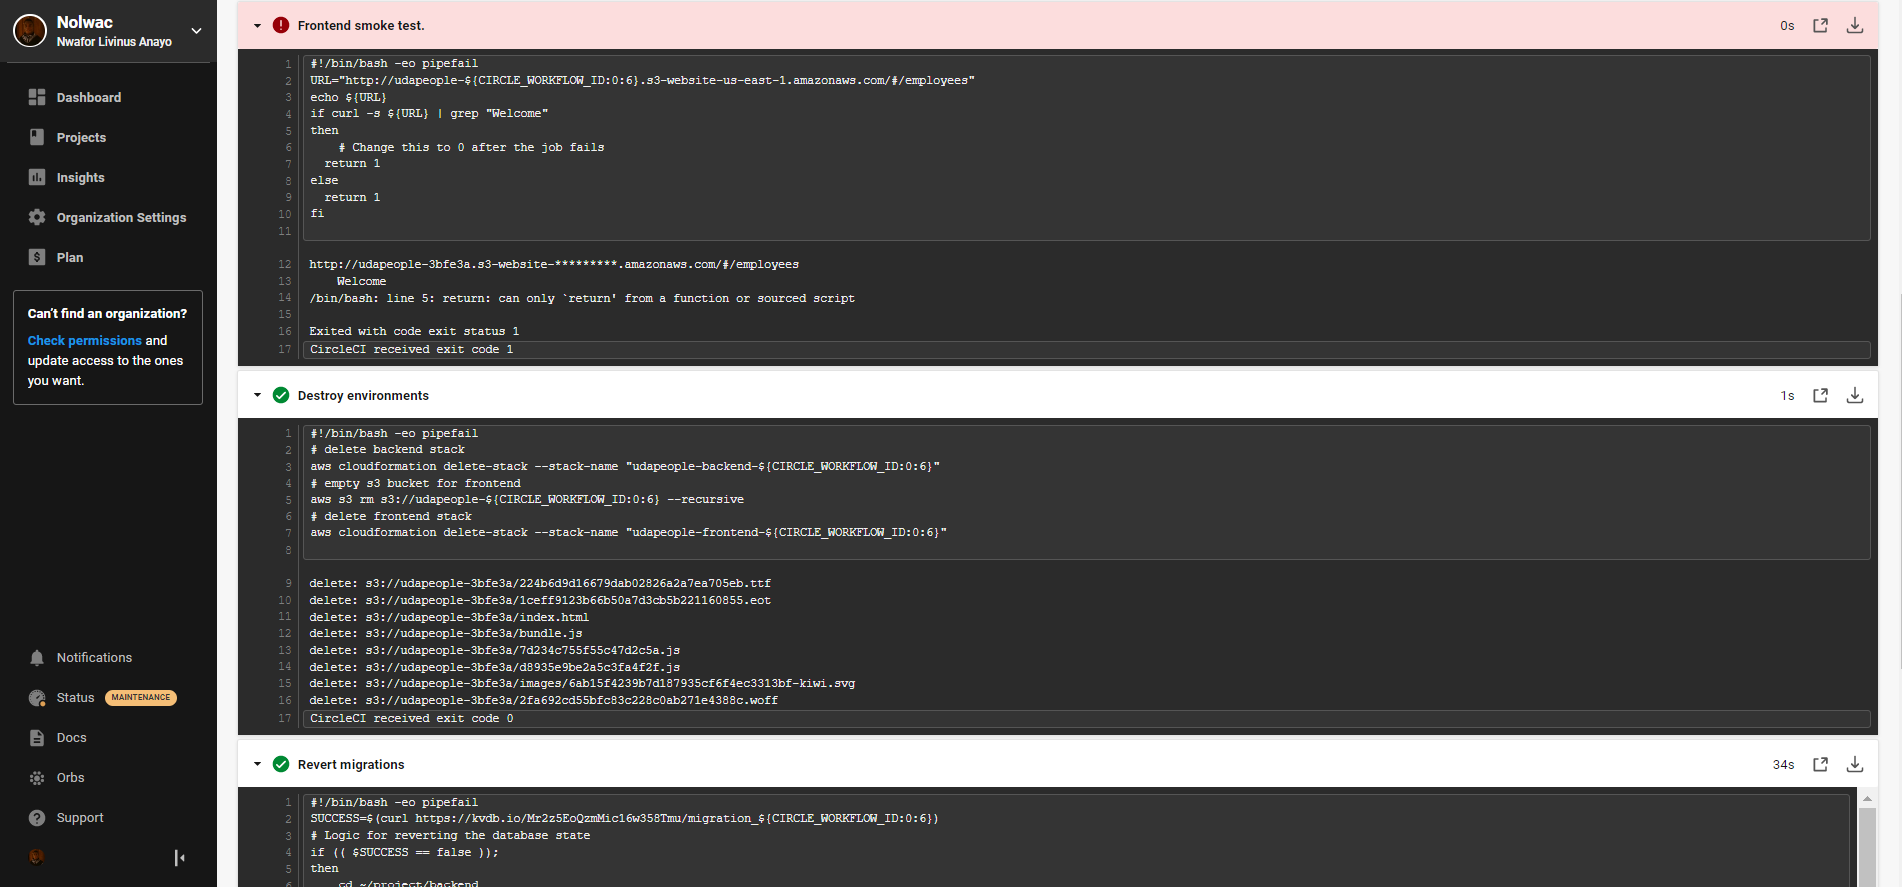 Nolwac
Nwafor Livinus Anayo
Dashboard
Projects
Insights
Organization Settings
$ Plan
Can't find an organization?
Check permissions and
update access to the ones
you want.
Notifications
Status MAINTENANCE
Docs
Orbs
? Support
! Frontend smoke test. 0s
1 #!/bin/bash -eo pipefail
2 URL="http://udapeople-${CIRCLE_WORKFLOW_ID:0:6}.s3-website-us-east-1.amazonaws.com/#/employees"
3 echo ${URL}
4 if curl -s ${URL} | grep "Welcome"
5 then
6 # Change this to 0 after the job fails
7 return 1
8 else
9 return 1
10 fi
11
12 http://udapeople-3bfe3a.s3-website-*********.amazonaws.com/#/employees
13 Welcome
14 /bin/bash: line 5: return: can only `return' from a function or sourced script
15
16 Exited with code exit status 1
17 CircleCI received exit code 1
Destroy environments 1s
1 #!/bin/bash -eo pipefail
2 # delete backend stack
3 aws cloudformation delete-stack --stack-name "udapeople-backend-${CIRCLE_WORKFLOW_ID:0:6}"
4 # empty s3 bucket for frontend
5 aws s3 rm s3://udapeople-${CIRCLE_WORKFLOW_ID:0:6} --recursive
6 # delete frontend stack
7 aws cloudformation delete-stack --stack-name "udapeople-frontend-${CIRCLE_WORKFLOW_ID:0:6}"
8
9 delete: s3://udapeople-3bfe3a/224b6d9d16679dab02826a2a7ea705eb.ttf
10 delete: s3://udapeople-3bfe3a/1ceff9123b66b50a7d3cb5b221160855.eot
11 delete: s3://udapeople-3bfe3a/index.html
12 delete: s3://udapeople-3bfe3a/bundle.js
13 delete: s3://udapeople-3bfe3a/7d234c755f55c47d2c5a.js
14 delete: s3://udapeople-3bfe3a/d8935e9be2a5c3fa4f2f.js
15 delete: s3://udapeople-3bfe3a/images/6ab15f4239b7d187935cf6f4ec3313bf-kiwi.svg
16 delete: s3://udapeople-3bfe3a/2fa692cd55bfc83c228c0ab271e4388c.woff
17 CircleCI received exit code 0
Revert migrations 34s
1 #!/bin/bash -eo pipefail
2 SUCCESS=$(curl https://kvdb.io/Mr2z5EoQzmMic16w358Tmu/migration_${CIRCLE_WORKFLOW_ID:0:6})
3 # Logic for reverting the database state
4 if (( $SUCCESS == false ));
5 then
6 cd ~/project/backend